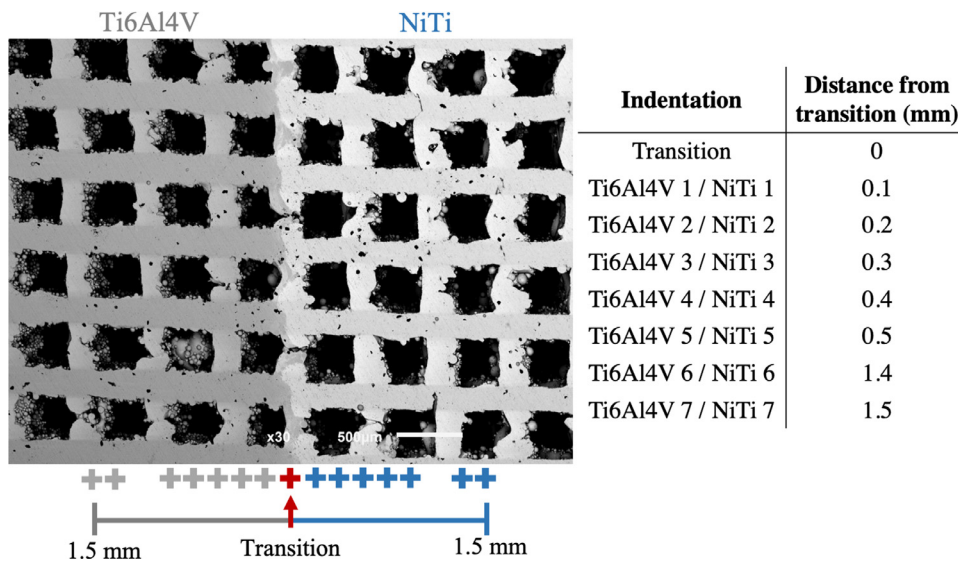 Ti6Al4V NiTi
x30 500µm
1.5 mm Transition 1.5 mm
Indentation Distance from transition (mm)
Transition 0
Ti6Al4V 1 / NiTi 1 0.1
Ti6Al4V 2 / NiTi 2 0.2
Ti6Al4V 3 / NiTi 3 0.3
Ti6Al4V 4 / NiTi 4 0.4
Ti6Al4V 5 / NiTi 5 0.5
Ti6Al4V 6 / NiTi 6 1.4
Ti6Al4V 7 / NiTi 7 1.5